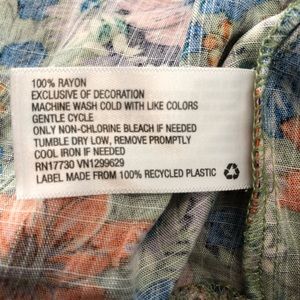 100% RAYON
EXCLUSIVE OF DECORATION
MACHINE WASH COLD WITH LIKE COLORS
GENTLE CYCLE
ONLY NON-CHLORINE BLEACH IF NEEDED
TUMBLE DRY LOW, REMOVE PROMPTLY
COOL IRON IF NEEDED
RN17730 VN1299629
LABEL MADE FROM 100% RECYCLED PLASTIC